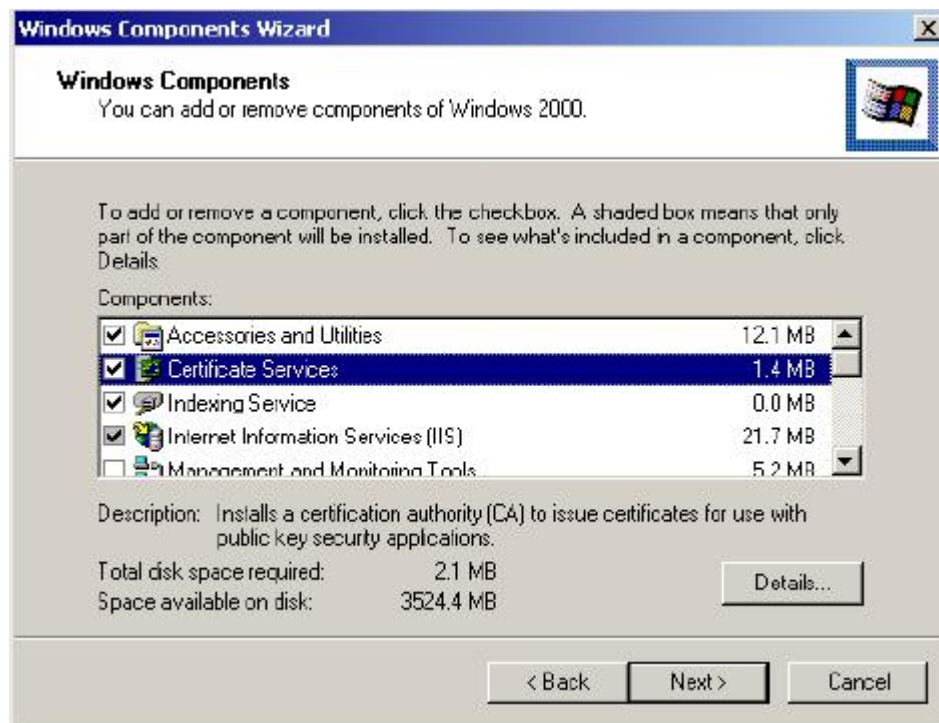 Windows Components Wizard
Windows Components
You can add or remove components of Windows 2000.
To add or remove a component, click the checkbox. A shaded box means that only
part of the component will be installed. To see what's included in a component, click
Details.
Components:
Accessories and Utilities 12.1 MB
Certificate Services 1.4 MB
Indexing Service 0.0 MB
Internet Information Services (IIS) 21.7 MB
Management and Monitoring Tools 5.2 MB
Description: Installs a certification authority (CA) to issue certificates for use with
public key security applications.
Total disk space required: 2.1 MB
Space available on disk: 3524.4 MB
Details...
< Back Next > Cancel